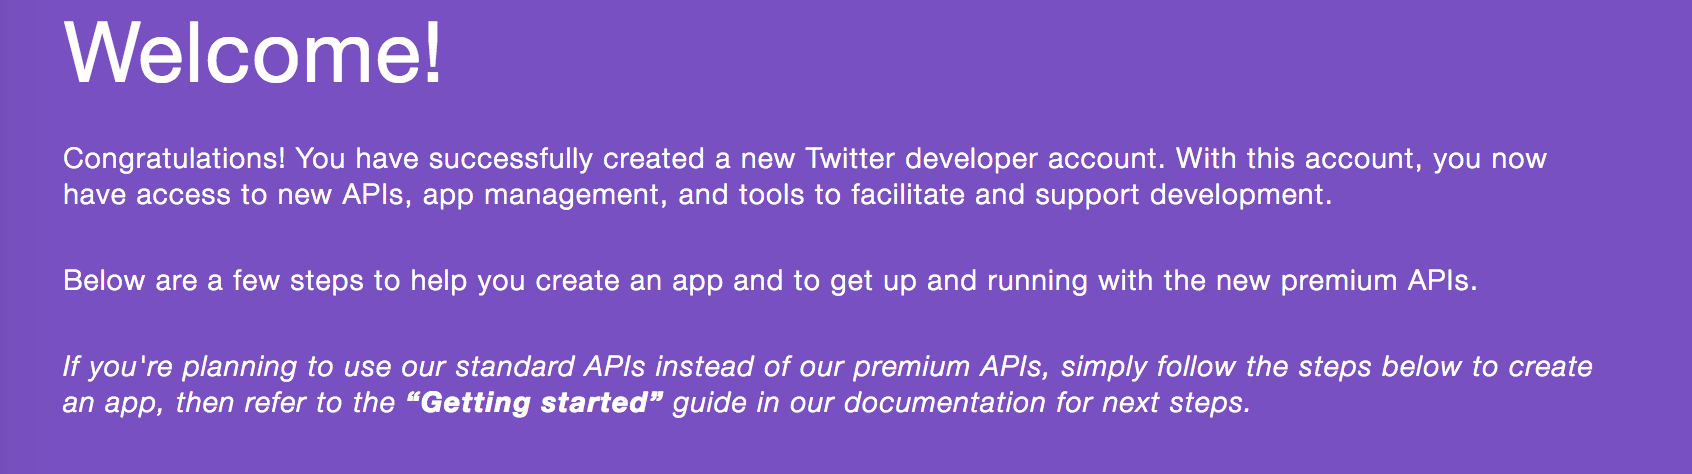 Welcome!
Congratulations! You have successfully created a new Twitter developer account. With this account, you now
have access to new APIs, app management, and tools to facilitate and support development.
Below are a few steps to help you create an app and to get up and running with the new premium APIs.
If you're planning to use our standard APIs instead of our premium APIs, simply follow the steps below to create
an app, then refer to the “Getting started” guide in our documentation for next steps.